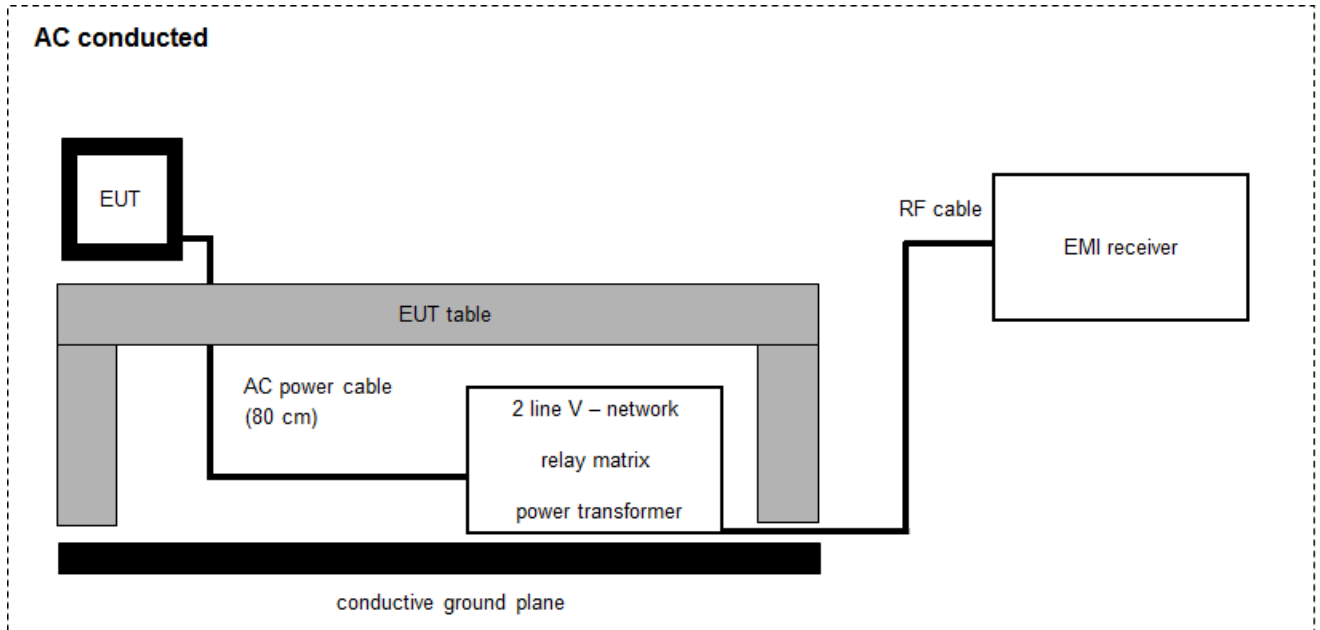 AC conducted
EUT
RF cable
EMI receiver
EUT table
AC power cable
(80 cm)
2 line V – network
relay matrix
power transformer
conductive ground plane